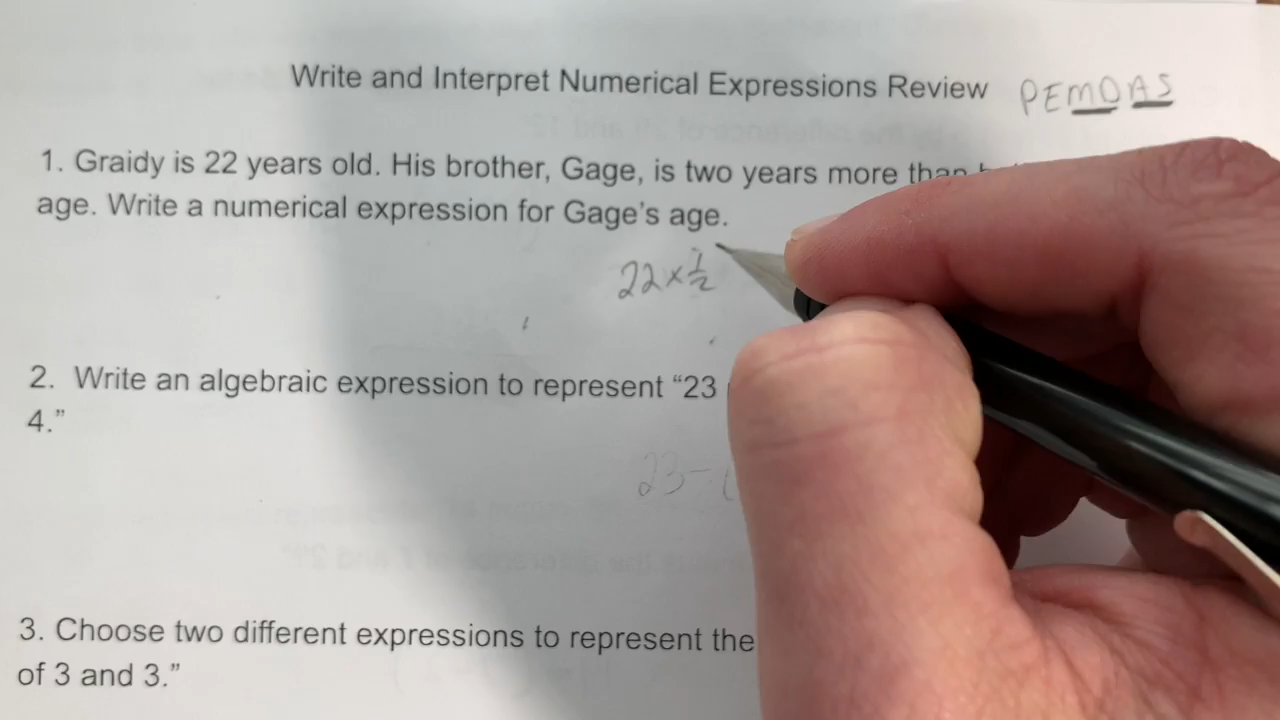 Write and Interpret Numerical Expressions Review PEMDAS
1. Graidy is 22 years old. His brother, Gage, is two years more than
age. Write a numerical expression for Gage's age.
22 × 1/2
2. Write an algebraic expression to represent “23
4.”
23 - (
3. Choose two different expressions to represent the
of 3 and 3.”